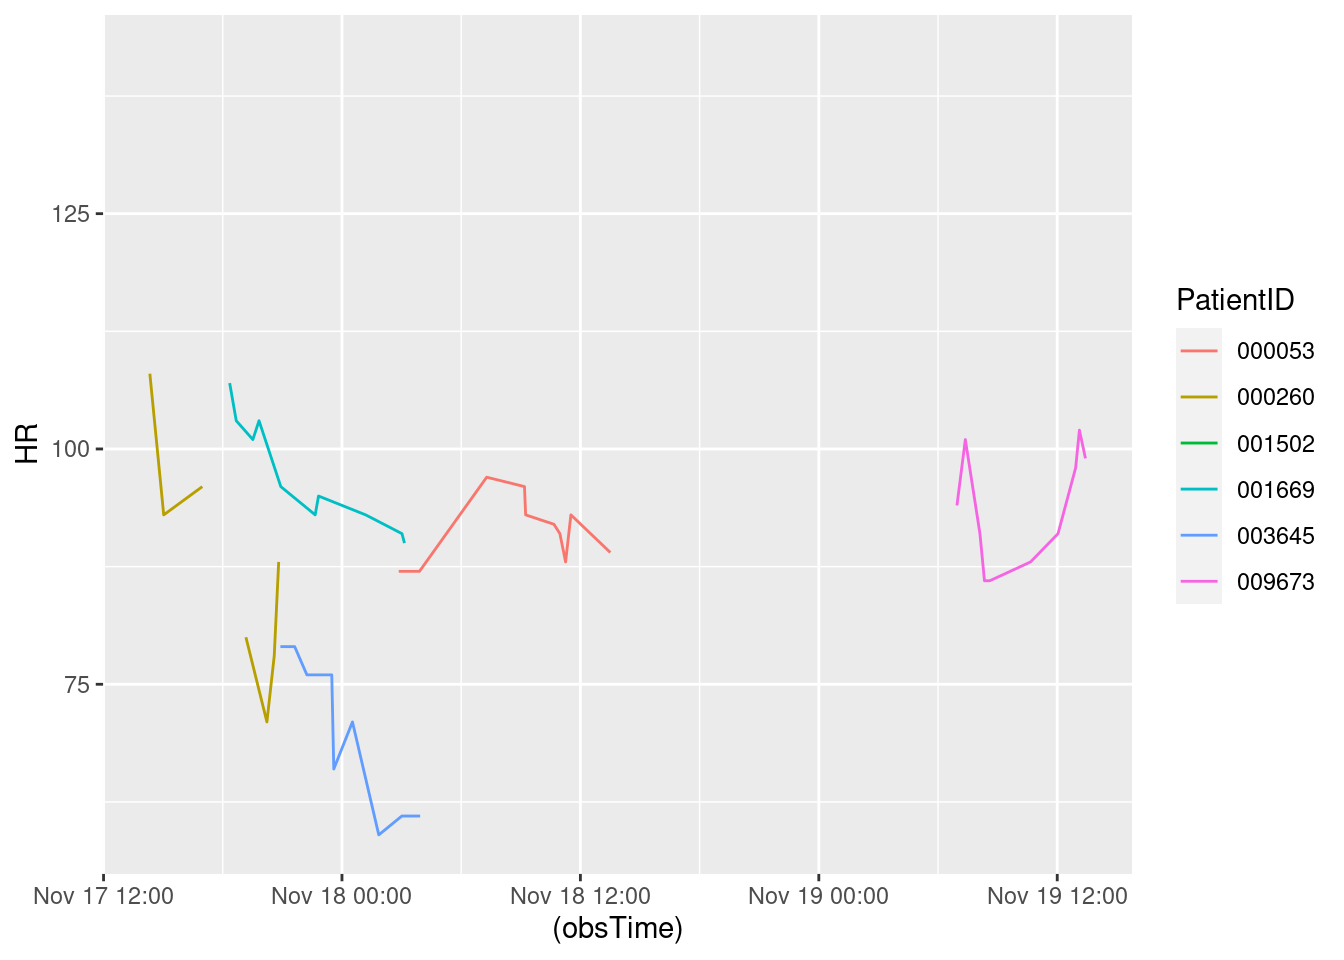 125
100
75
HR
Nov 17 12:00
Nov 18 00:00
Nov 18 12:00
Nov 19 00:00
Nov 19 12:00
(obsTime)
PatientID
000053
000260
001502
001669
003645
009673